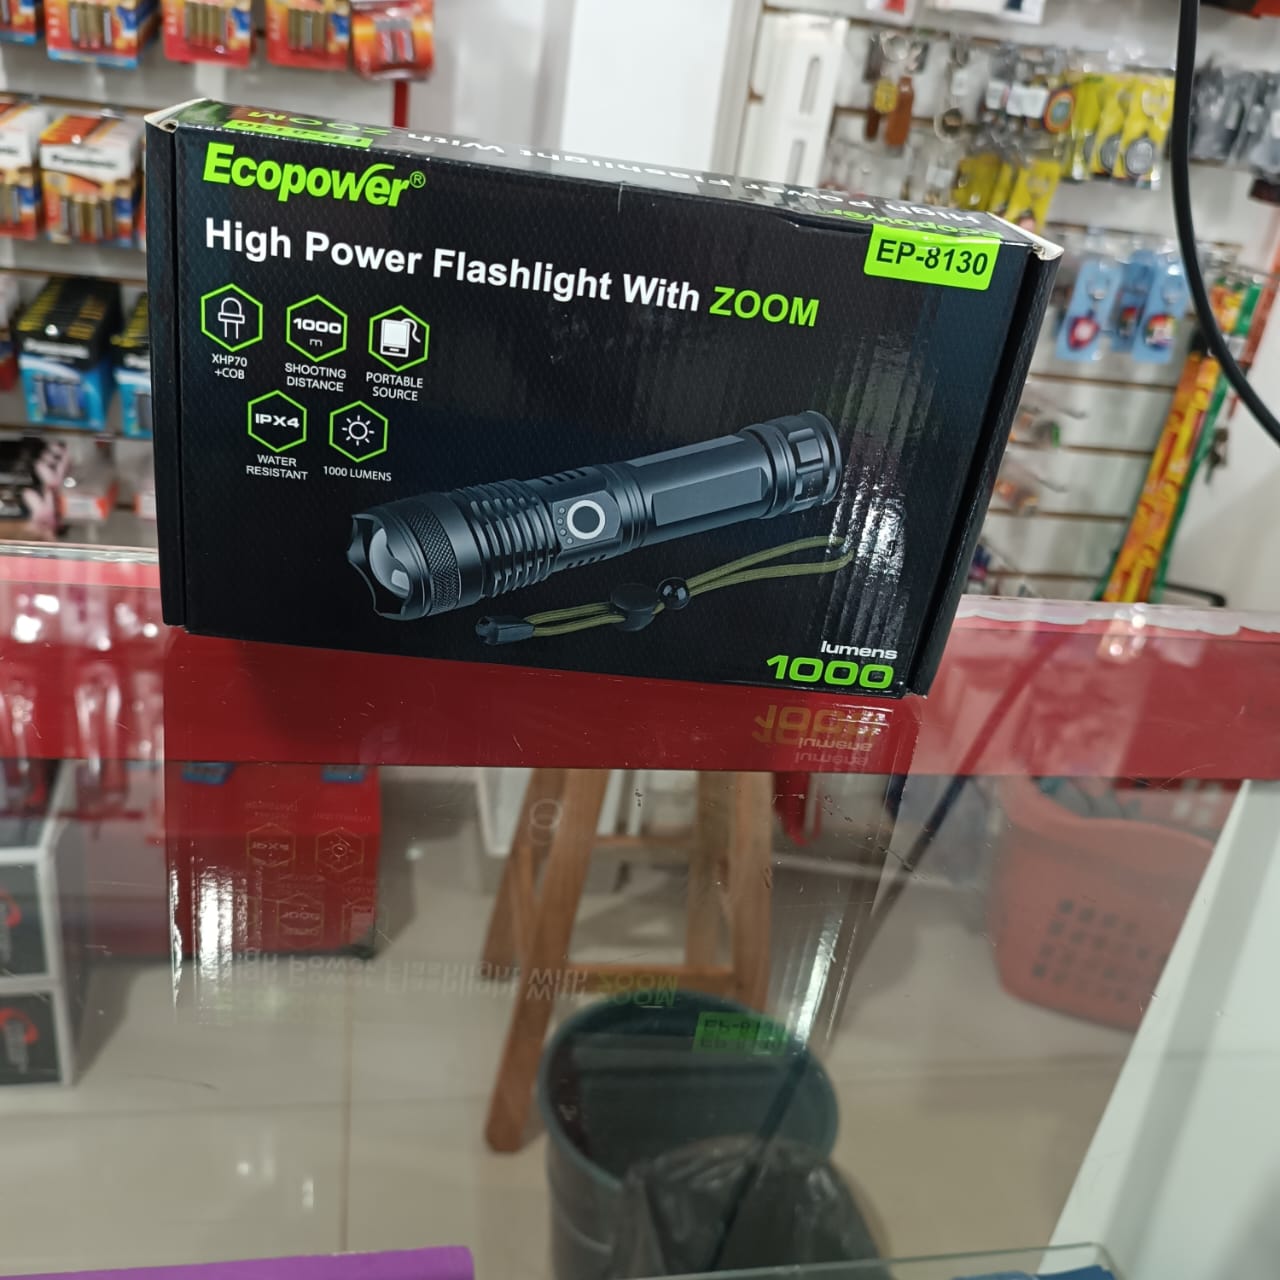 Ecopower®
High Power Flashlight With ZOOM
EP-8130
XHP70
+COB
1000
m
SHOOTING
DISTANCE
PORTABLE
SOURCE
IPX4
WATER
RESISTANT
1000 LUMENS
lumens
1000